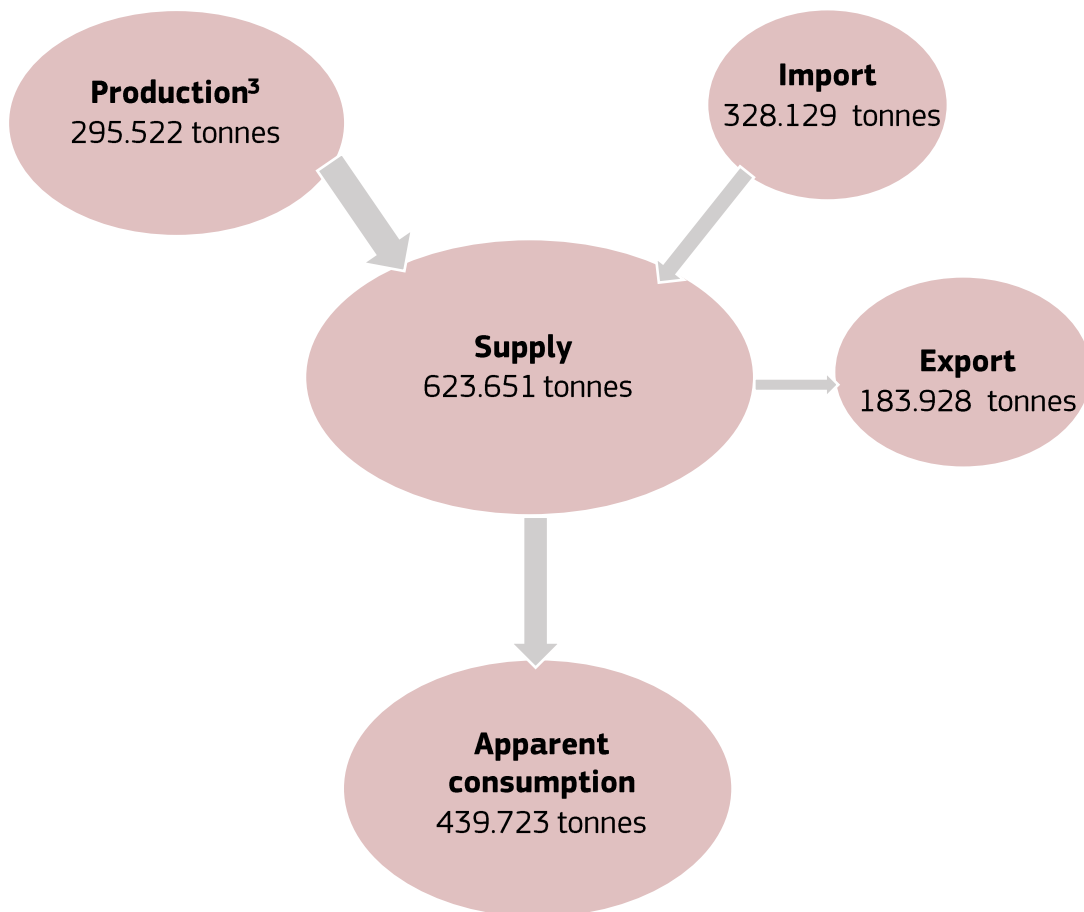 Production³
295.522 tonnes
Import
328.129 tonnes
Supply
623.651 tonnes
Export
183.928 tonnes
Apparent
consumption
439.723 tonnes